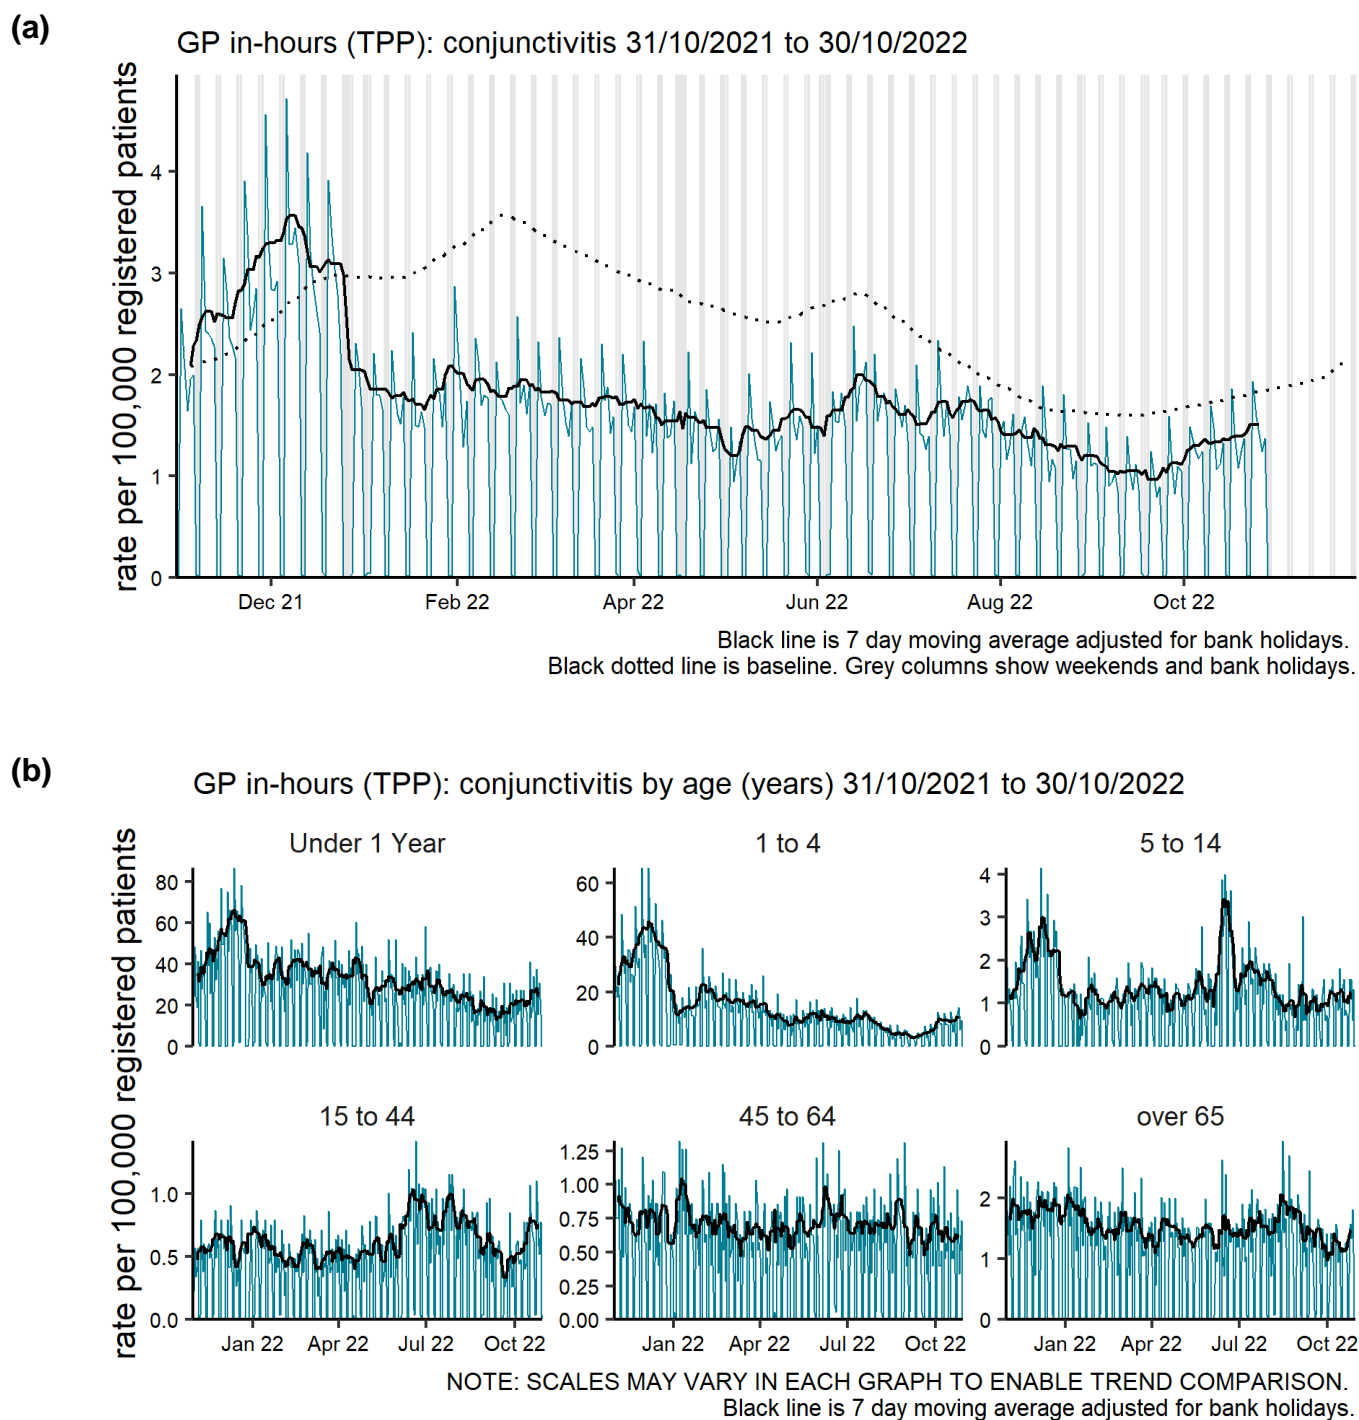 (a)
GP in-hours (TPP): conjunctivitis 31/10/2021 to 30/10/2022
rate per 100,000 registered patients
4
3
2
1
0
Dec 21 Feb 22 Apr 22 Jun 22 Aug 22 Oct 22
Black line is 7 day moving average adjusted for bank holidays.
Black dotted line is baseline. Grey columns show weekends and bank holidays.
(b)
GP in-hours (TPP): conjunctivitis by age (years) 31/10/2021 to 30/10/2022
rate per 100,000 registered patients
Under 1 Year
80
60
40
20
0
1 to 4
60
40
20
0
5 to 14
4
3
2
1
0
15 to 44
1.0
0.5
0.0
Jan 22 Apr 22 Jul 22 Oct 22
45 to 64
1.25
1.00
0.75
0.50
0.25
0.00
Jan 22 Apr 22 Jul 22 Oct 22
over 65
2
1
0
Jan 22 Apr 22 Jul 22 Oct 22
NOTE: SCALES MAY VARY IN EACH GRAPH TO ENABLE TREND COMPARISON.
Black line is 7 day moving average adjusted for bank holidays.